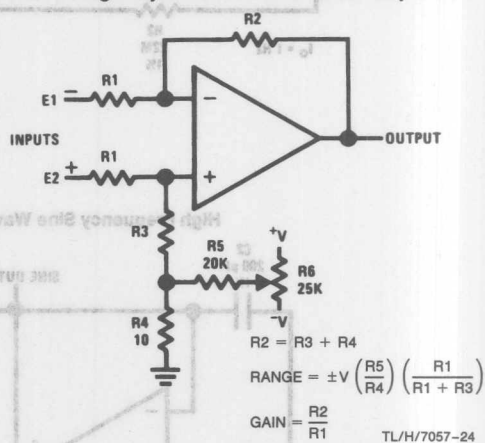 R2
R1
E1 −
−
INPUTS
OUTPUT
R1
+
E2
+
R3
R5
20K
+V
R6
25K
−V
R4
10
R2 = R3 + R4
RANGE = ±V (R5/R4) (R1/(R1 + R3))
GAIN = R2/R1
TL/H/7057–24